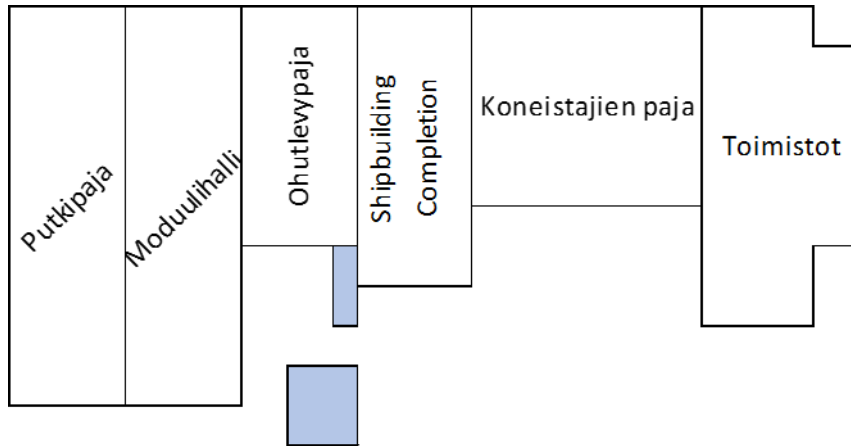 Putkipaja
Moduulihalli
Ohutlevypaja
Shipbuilding
Completion
Koneistajien paja
Toimistot